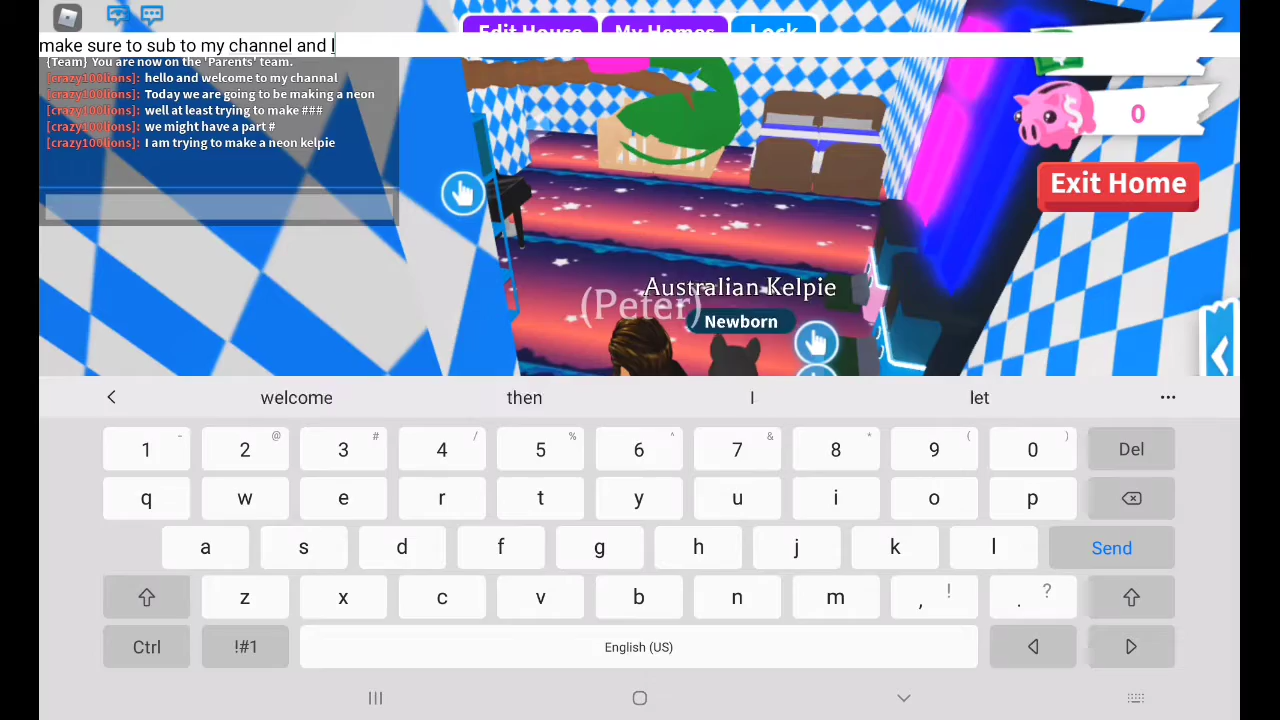 Edit House My Homes Lock
make sure to sub to my channel and l
{Team} You are now on the 'Parents' team.
[crazy100lions]: hello and welcome to my channal
[crazy100lions]: Today we are going to be making a neon
[crazy100lions]: well at least trying to make ###
[crazy100lions]: we might have a part #
[crazy100lions]: I am trying to make a neon kelpie
0
Exit Home
Australian Kelpie
(Peter)
Newborn
welcome then I let
1 - 2 @ 3 # 4 / 5 % 6 ^ 7 & 8 * 9 ( 0 ) Del
q w e r t y u i o p
a s d f g h j k l Send
z x c v b n m , ! . ?
Ctrl !#1 English (US)